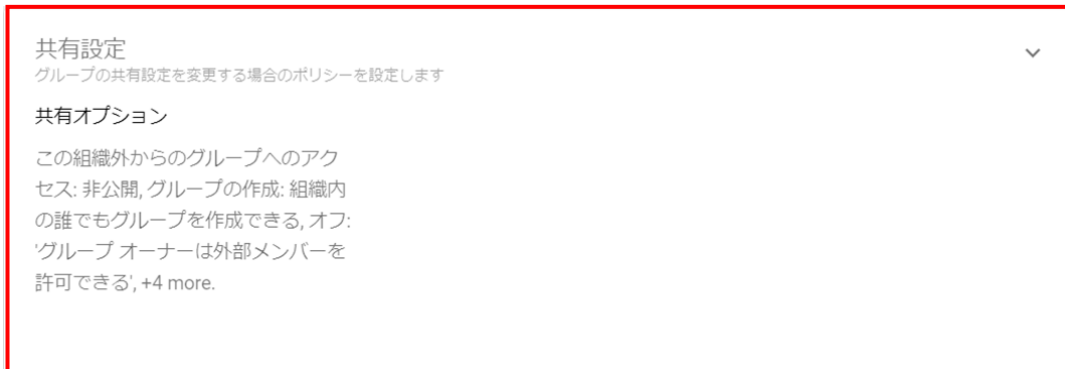 共有設定
グループの共有設定を変更する場合のポリシーを設定します
共有オプション
この組織外からのグループへのアク
セス: 非公開, グループの作成: 組織内
の誰でもグループを作成できる, オフ:
'グループ オーナーは外部メンバーを
許可できる', +4 more.